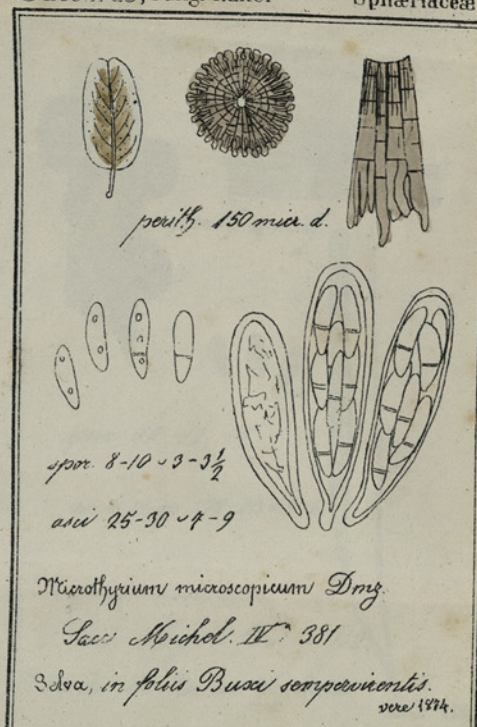 Sphæriaceæ
perith. 150 micr. d.
spor. 8-10 ⌣ 3-3½
asci 25-30 ⌣ 7-9
Microthyrium microscopicum Dmz.
Sacc Michel. IV. 381
Selva, in foliis Buxi sempervirentis.
vere 1874.